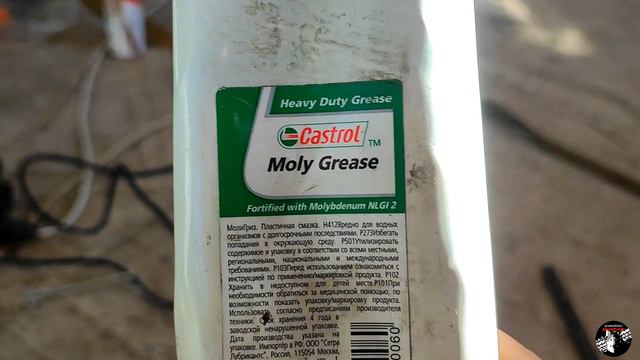 Heavy Duty Grease
Castrol TM
Moly Grease
Fortified with Molybdenum NLGI 2
МолиГриз. Пластичная смазка. H412Вредно для водных
организмов с долгосрочными последствиями. P273Избегать
попадания в окружающую среду. P501Утилизировать
содержимое и упаковку в соответствии со всеми местными,
региональными, национальными и международными
требованиями. P103Перед использованием ознакомиться с
инструкцией по применению/маркировкой продукта. P102
Хранить в недоступном для детей месте.P101При
необходимости обратиться за медицинской помощью, по
возможности показать упаковку/маркировку продукта.
Использовать согласно предписаниям производителя
техники. хранения 4 года в
заводской ненарушенной упаковке.
Дата производства указана на
упаковке. Импортёр в РФ: ООО "Сетра
Лубрикантс", Россия, 115054 Москва,
0060